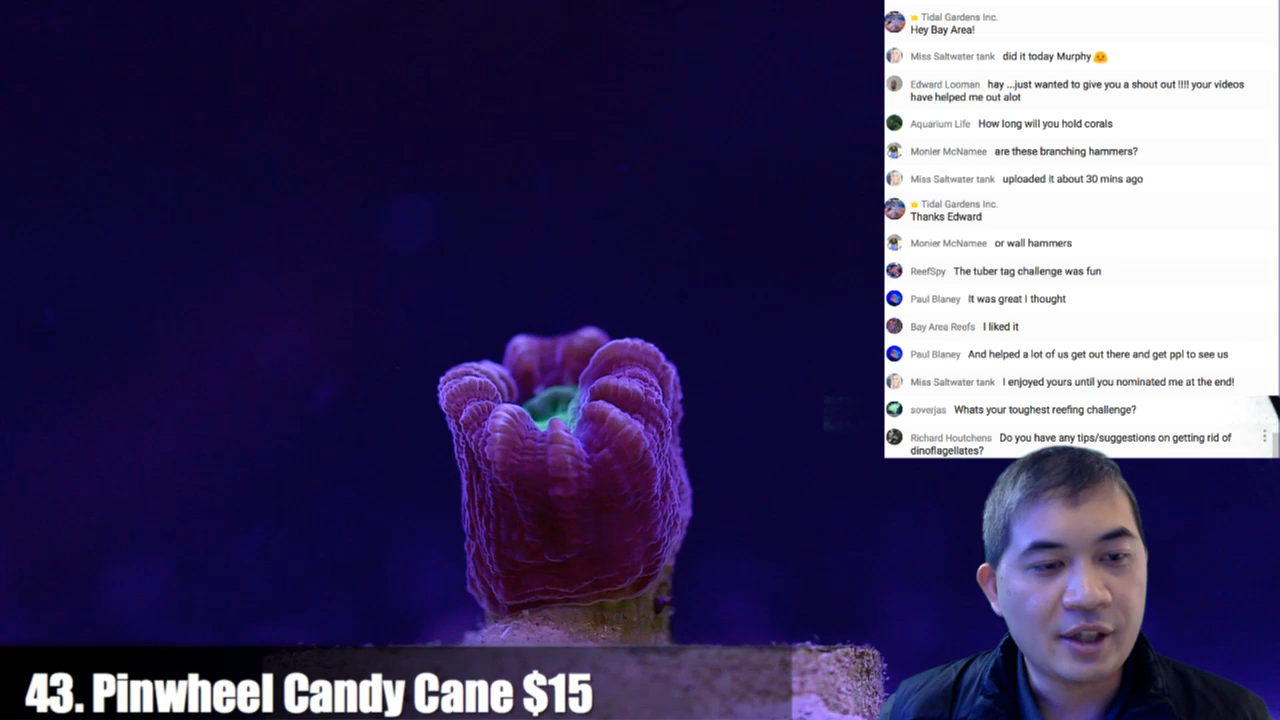 Tidal Gardens Inc.
Hey Bay Area!
Miss Saltwater tank did it today Murphy
Edward Looman hay ...just wanted to give you a shout out !!!! your videos
have helped me out alot
Aquarium Life How long will you hold corals
Monier McNamee are these branching hammers?
Miss Saltwater tank uploaded it about 30 mins ago
Tidal Gardens Inc.
Thanks Edward
Monier McNamee or wall hammers
ReefSpy The tuber tag challenge was fun
Paul Blaney It was great I thought
Bay Area Reefs I liked it
Paul Blaney And helped a lot of us get out there and get ppl to see us
Miss Saltwater tank I enjoyed yours until you nominated me at the end!
soverjas Whats your toughest reefing challenge?
Richard Houtchens Do you have any tips/suggestions on getting rid of
dinoflagellates?
43. Pinwheel Candy Cane $15